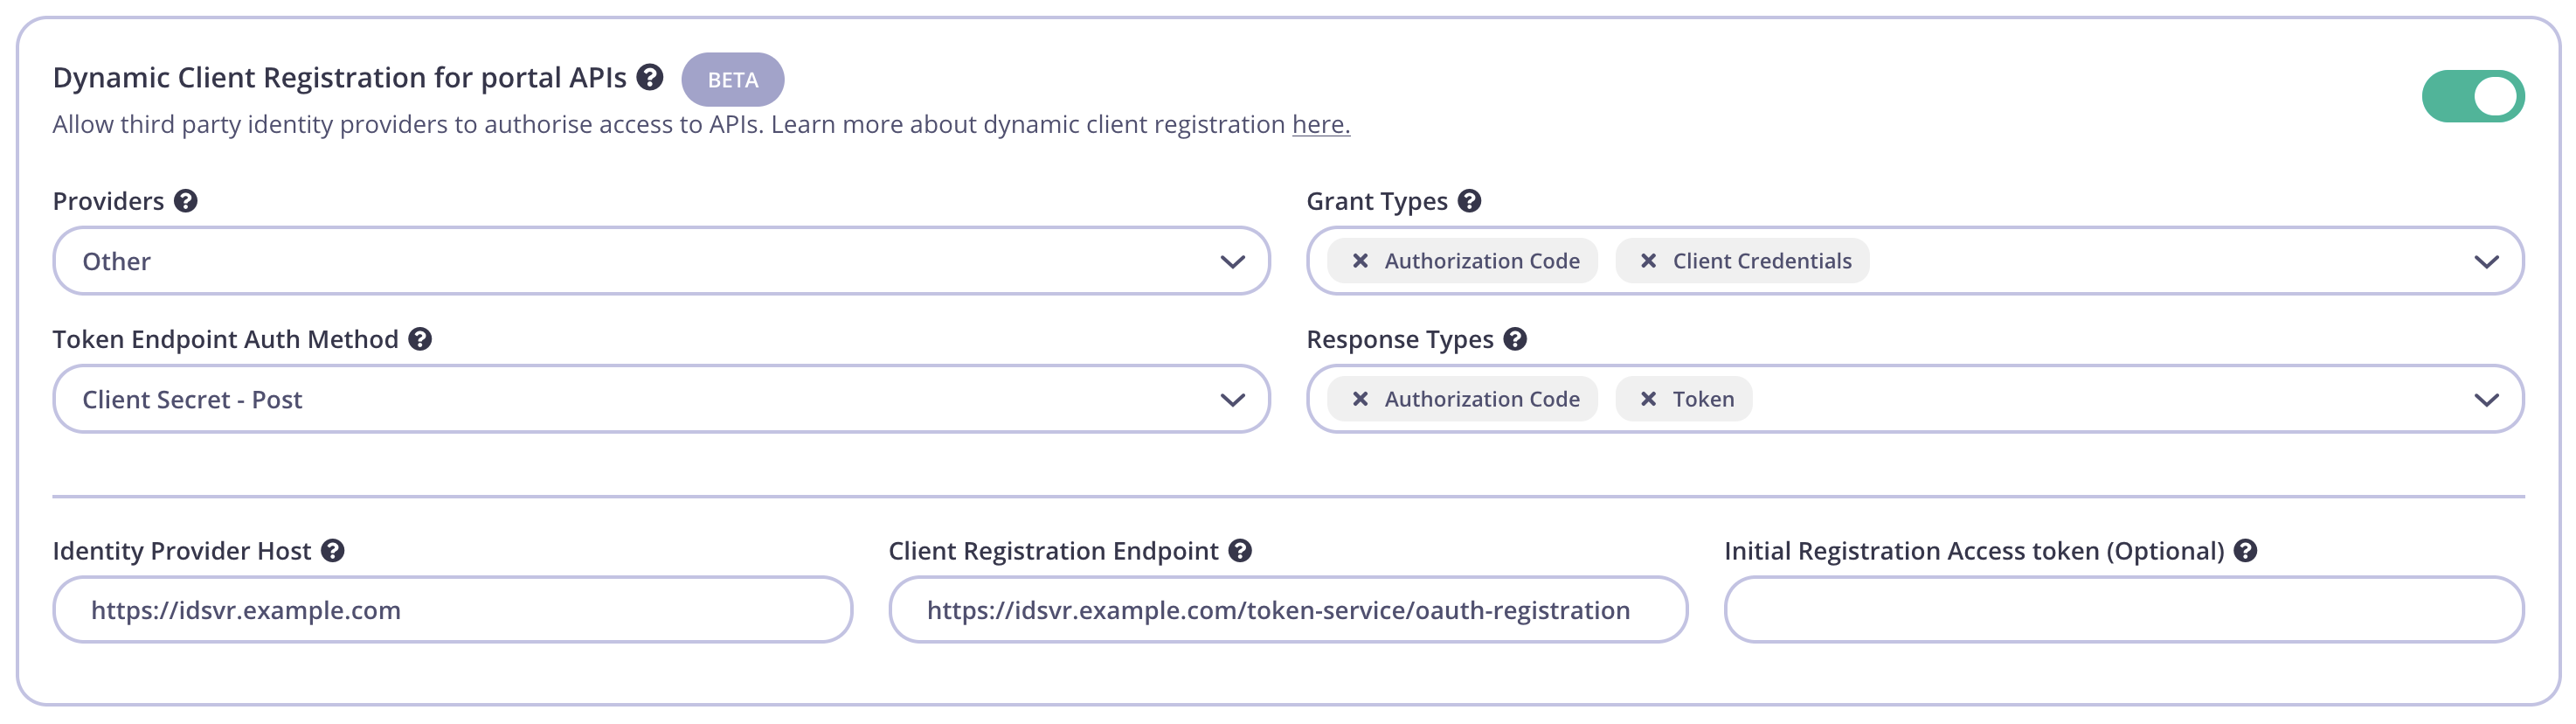 Dynamic Client Registration for portal APIs ? BETA
Allow third party identity providers to authorise access to APIs. Learn more about dynamic client registration here.
Providers ?
Other
Grant Types ?
Authorization Code Client Credentials
Token Endpoint Auth Method ?
Client Secret - Post
Response Types ?
Authorization Code Token
Identity Provider Host ?
https://idsvr.example.com
Client Registration Endpoint ?
https://idsvr.example.com/token-service/oauth-registration
Initial Registration Access token (Optional) ?